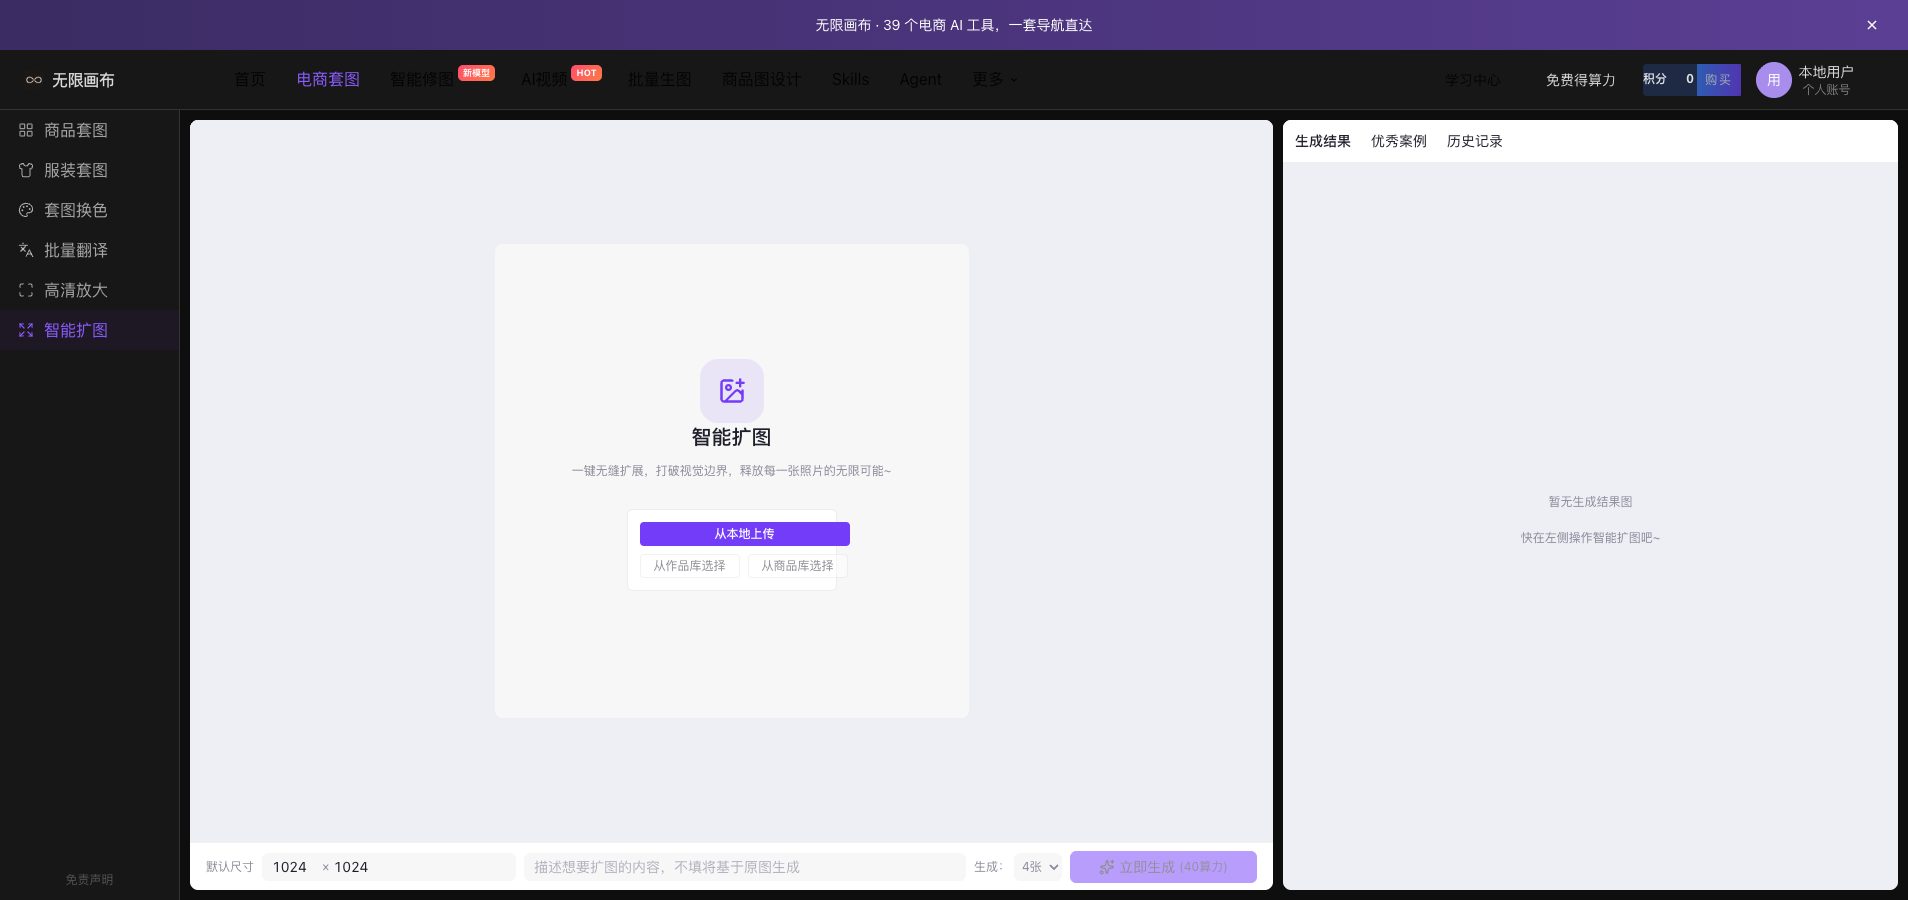 无限画布 · 39 个电商 AI 工具，一套导航直达
×
无限画布
首页
电商套图
智能修图
新模型
AI视频
HOT
批量生图
商品图设计
Skills
Agent
更多
学习中心
免费得算力
积分 0 购买
用
本地用户
个人账号
商品套图
服装套图
套图换色
批量翻译
高清放大
智能扩图
免责声明
智能扩图
一键无缝扩展，打破视觉边界，释放每一张照片的无限可能~
从本地上传
从作品库选择
从商品库选择
默认尺寸 1024 × 1024
描述想要扩图的内容，不填将基于原图生成
生成：
4张
立即生成 (40算力)
生成结果
优秀案例
历史记录
暂无生成结果图
快在左侧操作智能扩图吧~